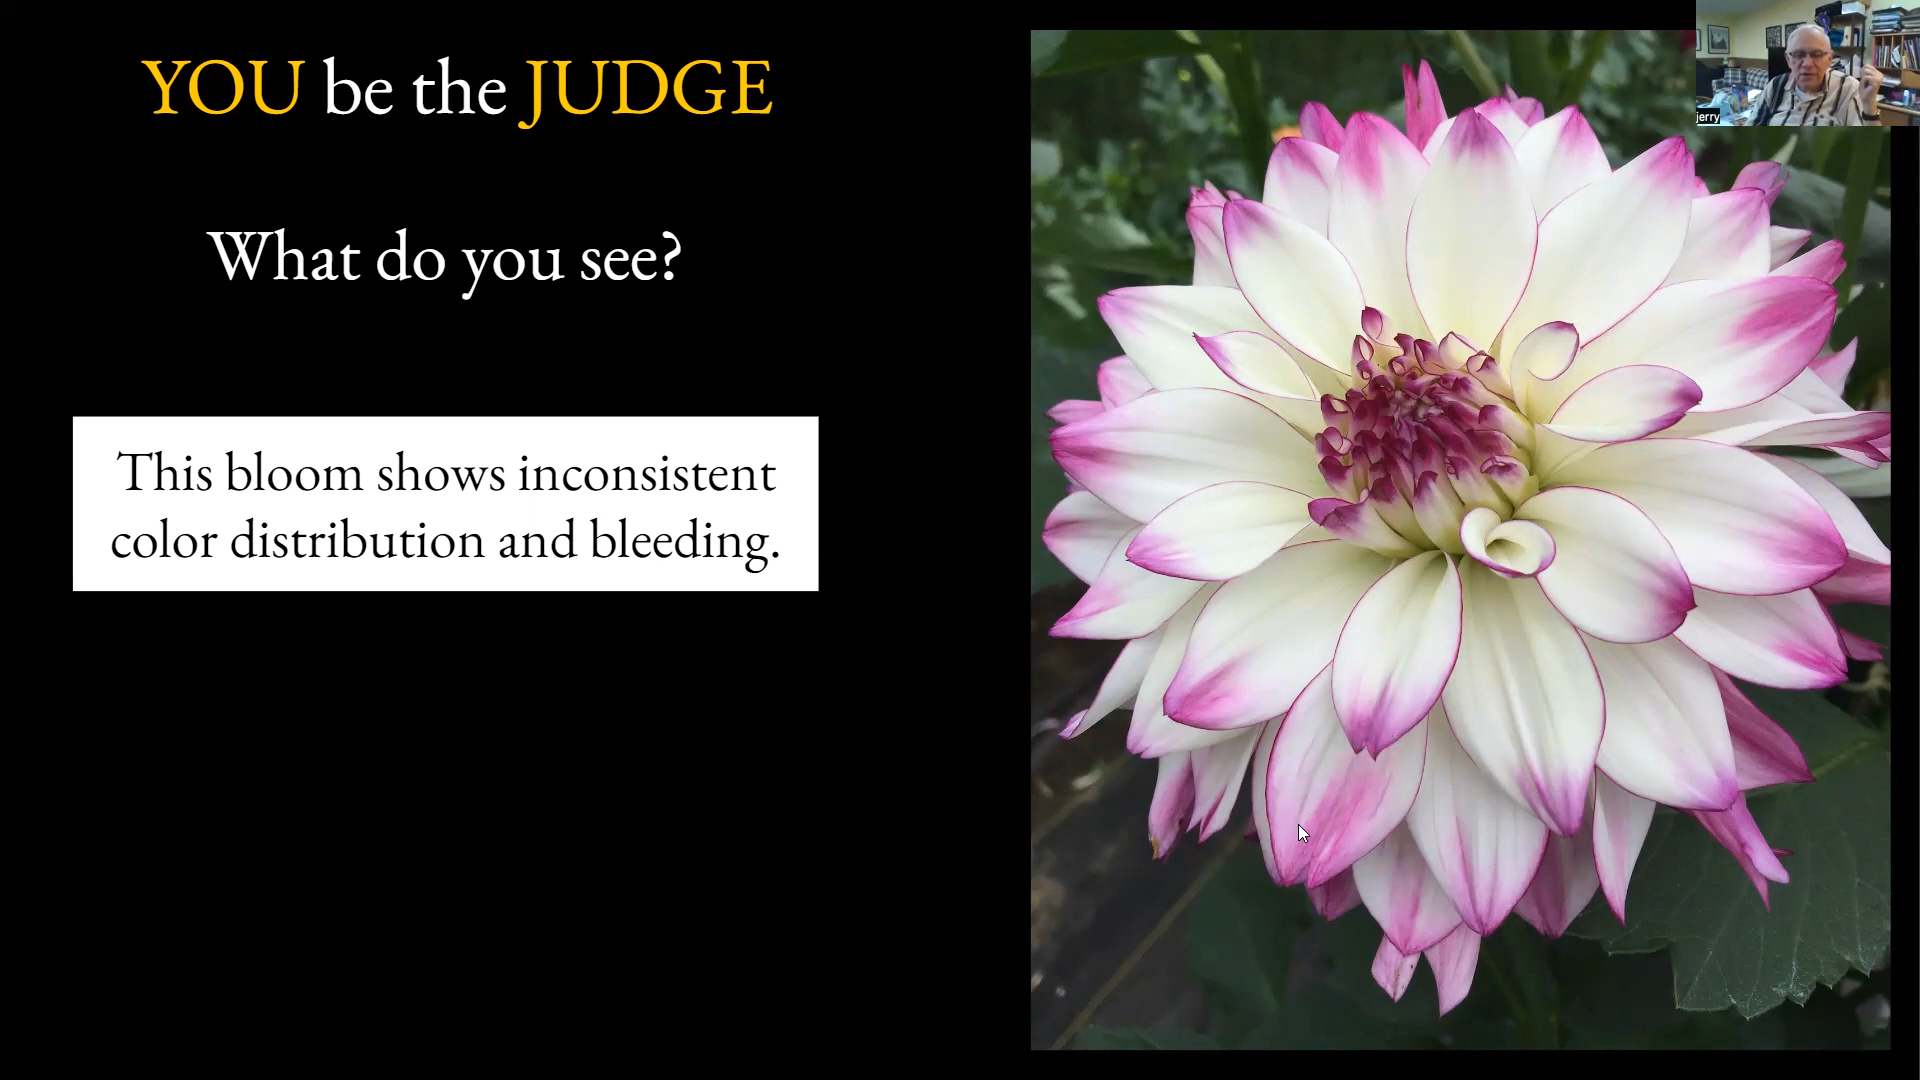 YOU be the JUDGE
What do you see?
This bloom shows inconsistent
color distribution and bleeding.
jerry